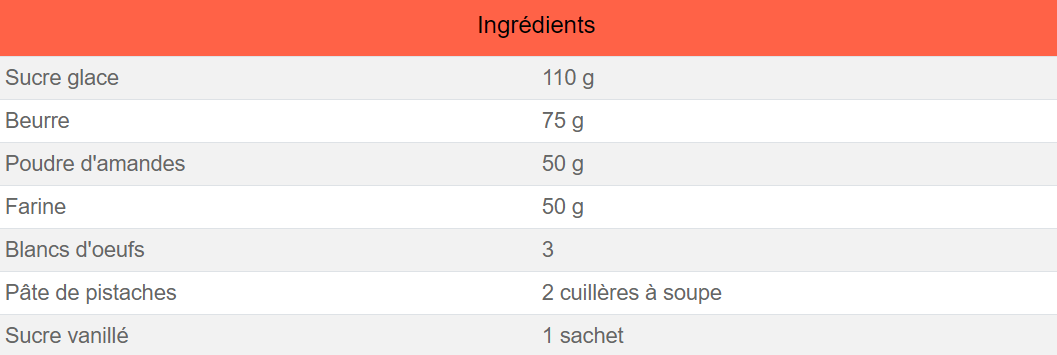 Ingrédients
Sucre glace 110 g
Beurre 75 g
Poudre d'amandes 50 g
Farine 50 g
Blancs d'oeufs 3
Pâte de pistaches 2 cuillères à soupe
Sucre vanillé 1 sachet